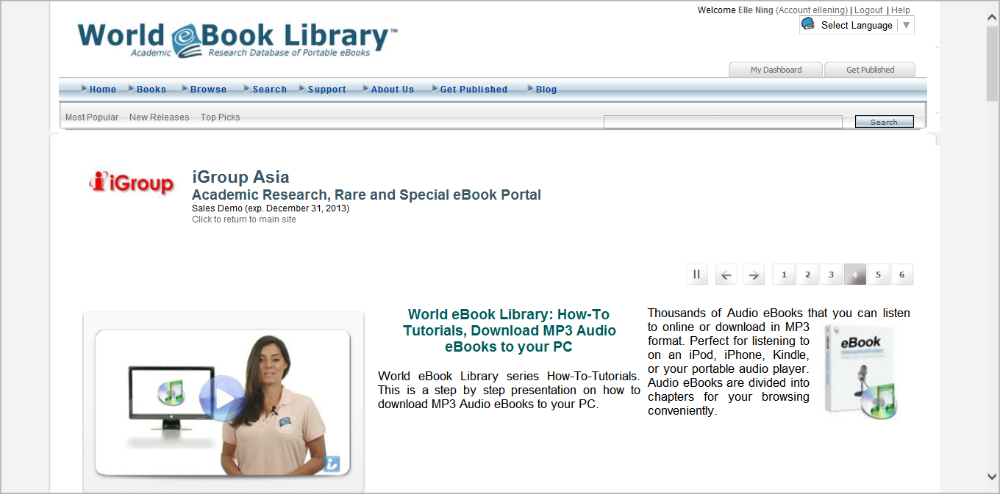 Welcome Elle Ning (Account ellening) | Logout | Help
World eBook Library™
Academic Research Database of Portable eBooks
Select Language ▼
My Dashboard Get Published
Home Books Browse Search Support About Us Get Published Blog
Most Popular New Releases Top Picks Search
iGroup
iGroup Asia
Academic Research, Rare and Special eBook Portal
Sales Demo (exp. December 31, 2013)
Click to return to main site
1 2 3 4 5 6
World eBook Library: How-To
Tutorials, Download MP3 Audio
eBooks to your PC
World eBook Library series How-To-Tutorials.
This is a step by step presentation on how to
download MP3 Audio eBooks to your PC.
Thousands of Audio eBooks that you can listen
to online or download in MP3
format. Perfect for listening to
on an iPod, iPhone, Kindle,
or your portable audio player.
Audio eBooks are divided into
chapters for your browsing
conveniently.
eBook